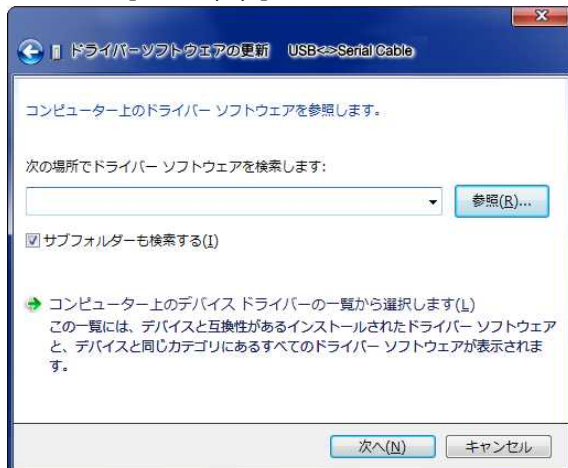 ドライバーソフトウェアの更新 USB<=>Serial Cable
コンピューター上のドライバー ソフトウェアを参照します。
次の場所でドライバー ソフトウェアを検索します:
参照(R)...
サブフォルダーも検索する(I)
コンピューター上のデバイス ドライバーの一覧から選択します(L)
この一覧には、デバイスと互換性があるインストールされたドライバー ソフトウェア
と、デバイスと同じカテゴリにあるすべてのドライバー ソフトウェアが表示されま
す。
次へ(N) キャンセル